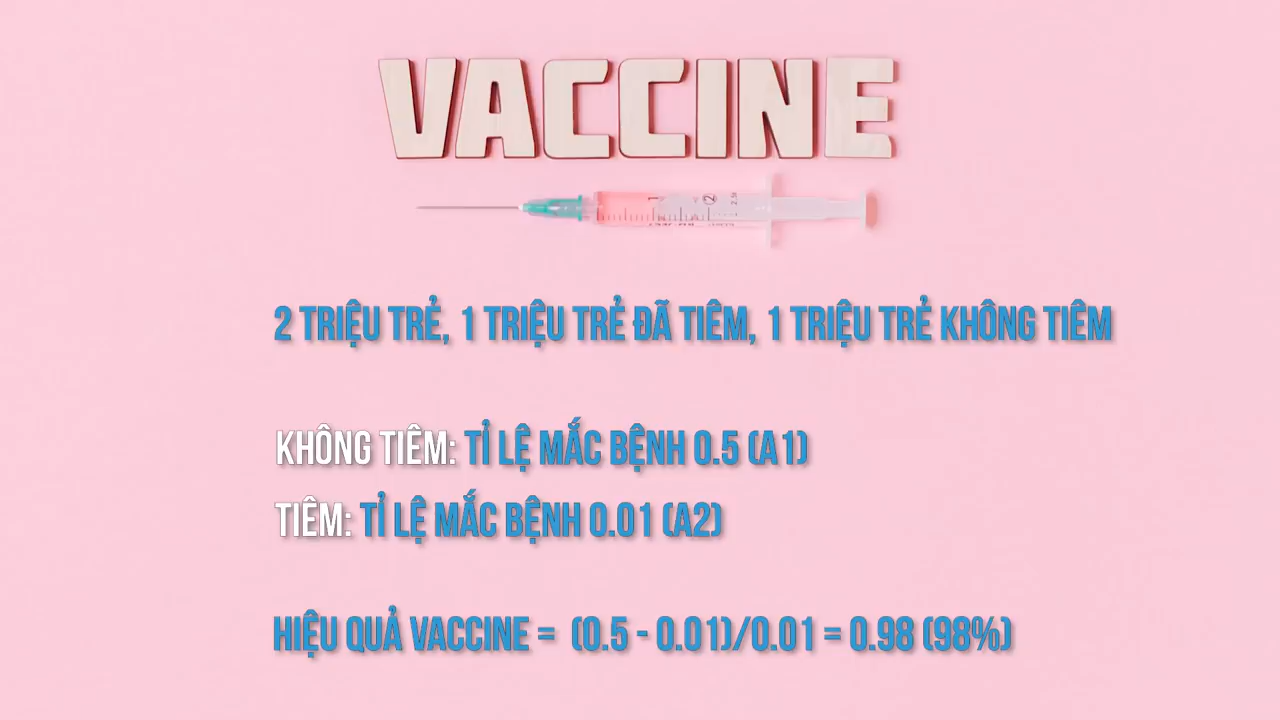 VACCINE
2 TRIỆU TRẺ, 1 TRIỆU TRẺ ĐÃ TIÊM, 1 TRIỆU TRẺ KHÔNG TIÊM
KHÔNG TIÊM: TỈ LỆ MẮC BỆNH 0.5 (A1)
TIÊM: TỈ LỆ MẮC BỆNH 0.01 (A2)
HIỆU QUẢ VACCINE = (0.5 - 0.01)/0.01 = 0.98 (98%)